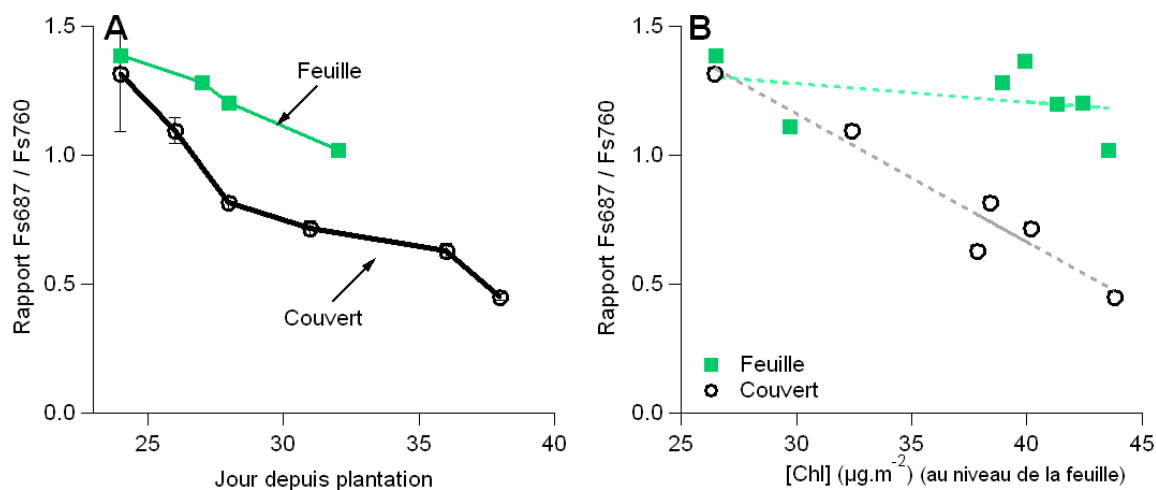 A
1.5
1.0
0.5
0.0
Rapport Fs687 / Fs760
Feuille
Couvert
25
30
35
40
Jour depuis plantation
B
1.5
1.0
0.5
0.0
Rapport Fs687 / Fs760
Feuille
Couvert
25
30
35
40
45
[Chl] (µg.m⁻²) (au niveau de la feuille)